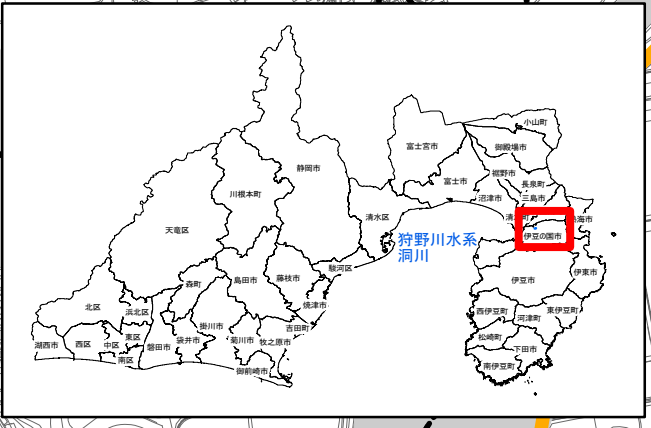 小山町
富士宮市
御殿場市
静岡市
裾野市
富士市
長泉町
川根本町
沼津市
三島市
清水区
天竜区
狩野川水系
洞川
伊豆の国市
駿河区
伊東市
森町
島田市
藤枝市
伊豆市
焼津市
北区
浜北区
西伊豆町
東伊豆町
河津町
掛川市
吉田町
湖西市
西区
中区
東区
磐田市
袋井市
菊川市
牧之原市
松崎町
下田市
南区
御前崎市
南伊豆町